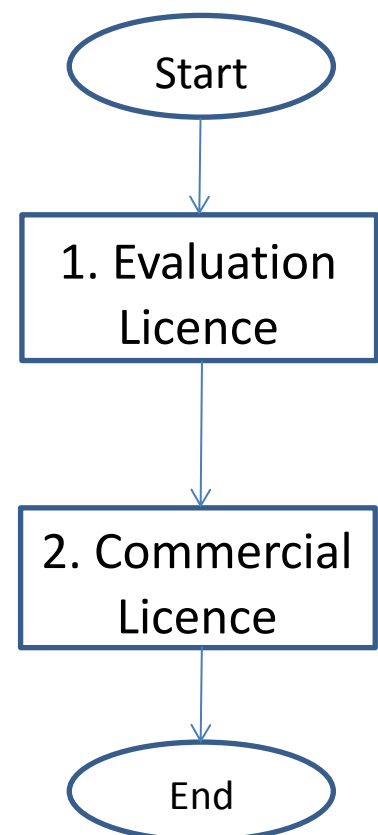 Start
1. Evaluation
Licence
2. Commercial
Licence
End